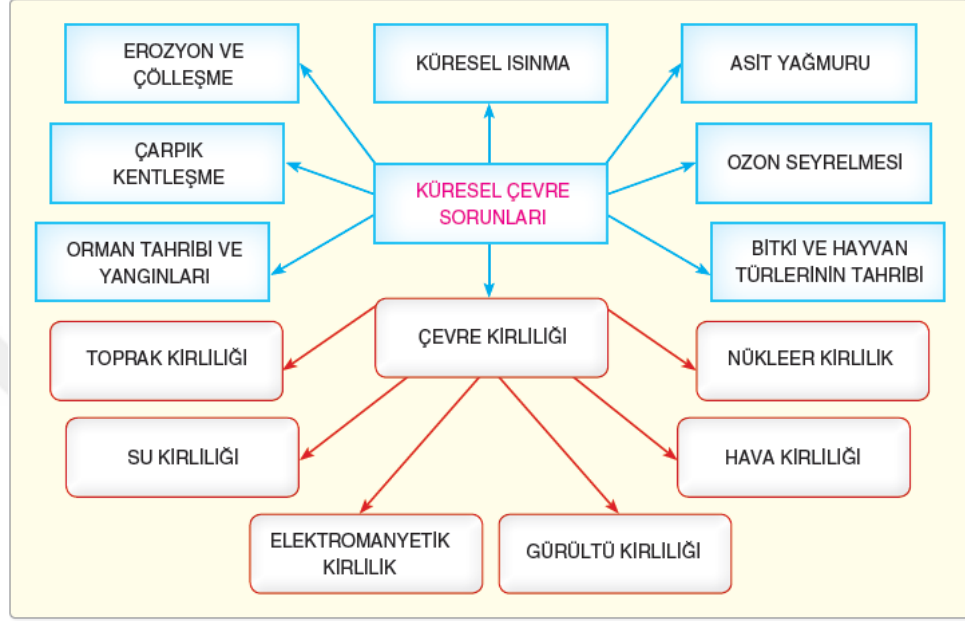 EROZYON VE
ÇÖLLEŞME
KÜRESEL ISINMA
ASİT YAĞMURU
ÇARPIK
KENTLEŞME
KÜRESEL ÇEVRE
SORUNLARI
OZON SEYRELMESİ
ORMAN TAHRİBİ VE
YANGINLARI
BİTKİ VE HAYVAN
TÜRLERİNİN TAHRİBİ
ÇEVRE KİRLİLİĞİ
TOPRAK KİRLİLİĞİ
NÜKLEER KİRLİLİK
SU KİRLİLİĞİ
HAVA KİRLİLİĞİ
ELEKTROMANYETİK
KİRLİLİK
GÜRÜLTÜ KİRLİLİĞİ